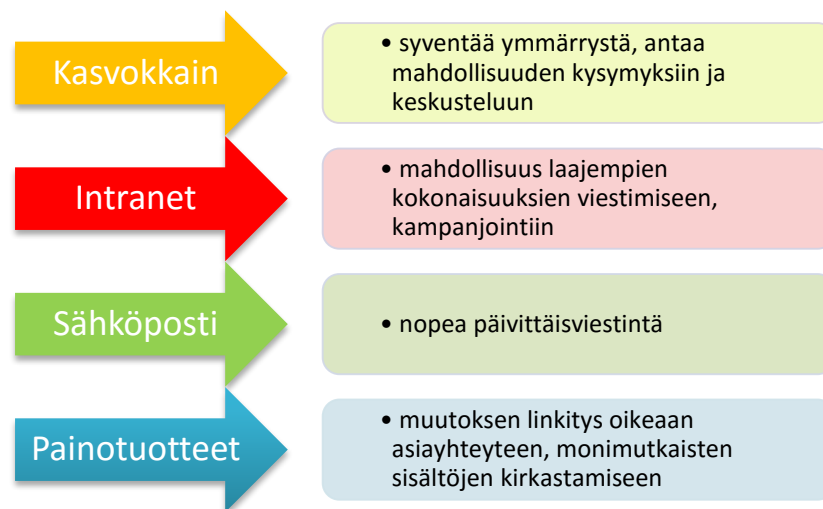 Kasvokkain
• syventää ymmärrystä, antaa
mahdollisuuden kysymyksiin ja
keskusteluun
Intranet
• mahdollisuus laajempien
kokonaisuuksien viestimiseen,
kampanjointiin
Sähköposti
• nopea päivittäisviestintä
Painotuotteet
• muutoksen linkitys oikeaan
asiayhteyteen, monimutkaisten
sisältöjen kirkastamiseen